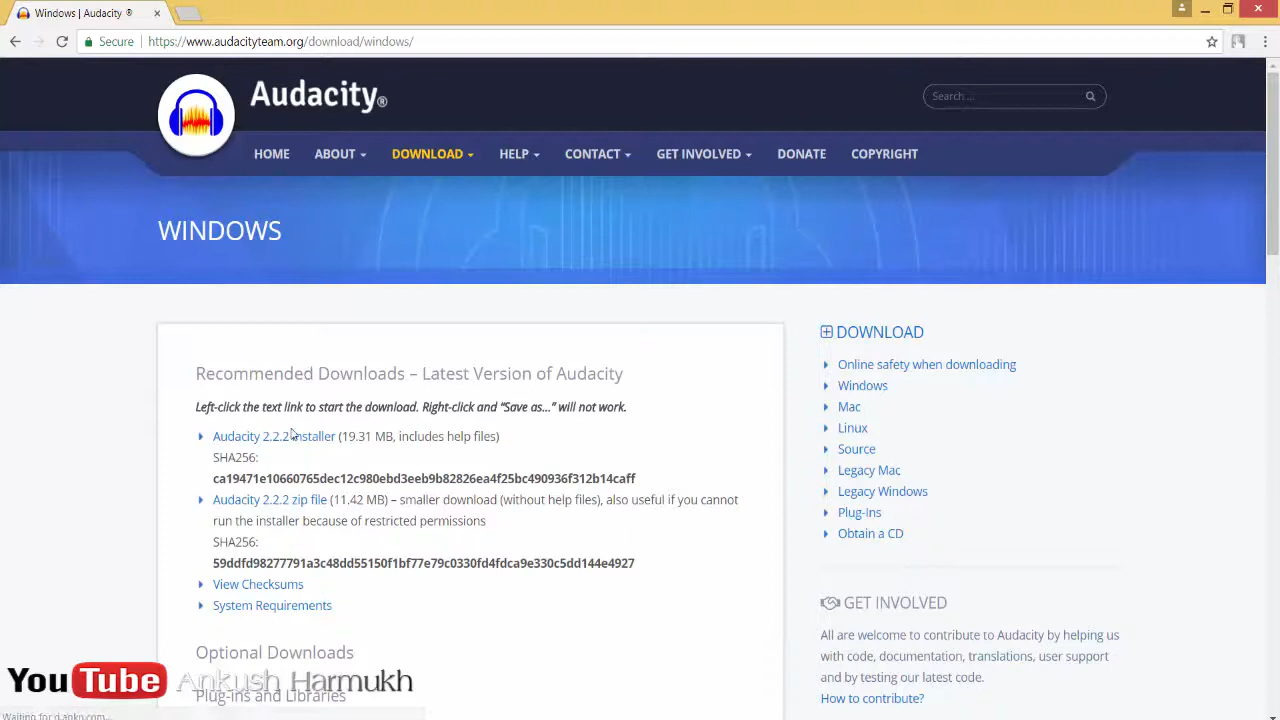 Windows | Audacity ®
Secure | https://www.audacityteam.org/download/windows/
Audacity®
Search ...
HOME ABOUT DOWNLOAD HELP CONTACT GET INVOLVED DONATE COPYRIGHT
WINDOWS
Recommended Downloads – Latest Version of Audacity
Left-click the text link to start the download. Right-click and “Save as...” will not work.
Audacity 2.2.2 installer (19.31 MB, includes help files)
SHA256:
ca19471e10660765dec12c980ebd3eeb9b82826ea4f25bc490936f312b14caff
Audacity 2.2.2 zip file (11.42 MB) – smaller download (without help files), also useful if you cannot
run the installer because of restricted permissions
SHA256:
59ddfd98277791a3c48dd55150f1bf77e79c0330fd4fdca9e330c5dd144e4927
View Checksums
System Requirements
Optional Downloads
Plug-ins and Libraries
DOWNLOAD
Online safety when downloading
Windows
Mac
Linux
Source
Legacy Mac
Legacy Windows
Plug-Ins
Obtain a CD
GET INVOLVED
All are welcome to contribute to Audacity by helping us
with code, documentation, translations, user support
and by testing our latest code.
How to contribute?
YouTube Ankush Harmukh